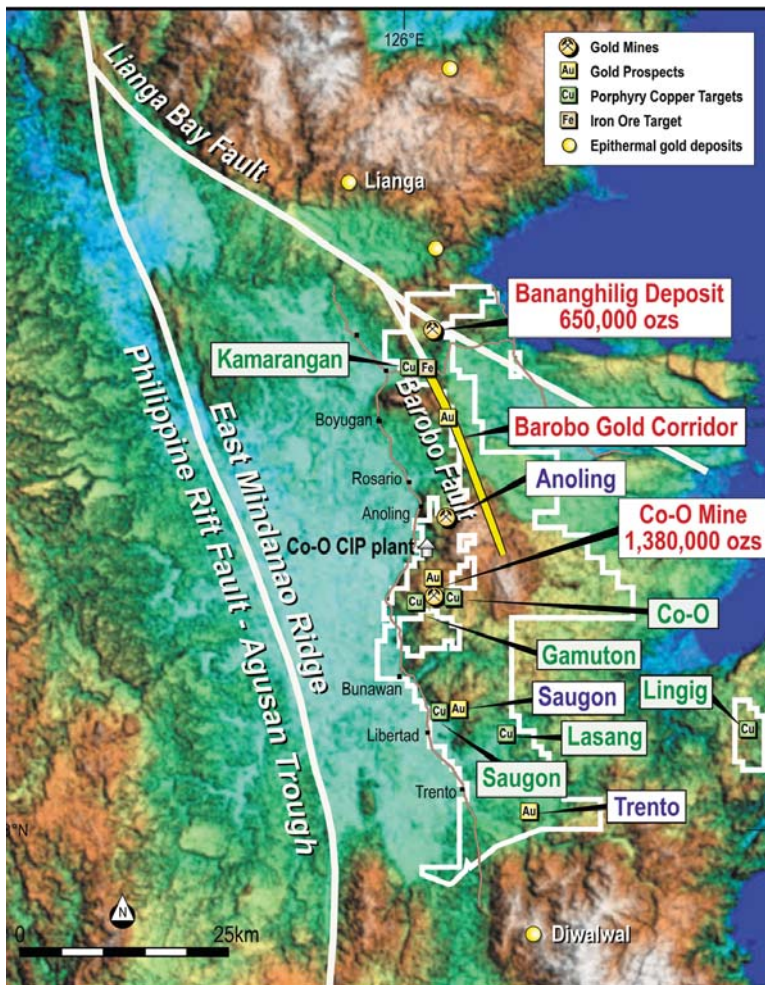 126°E
Gold Mines
Au
Gold Prospects
Cu
Porphyry Copper Targets
Fe
Iron Ore Target
Epithermal gold deposits
Lianga Bay Fault
Lianga
Bananghilig Deposit
650,000 ozs
Kamarangan
Cu
Fe
Barobo Fault
Au
Boyugan
Barobo Gold Corridor
Philippine Rift Fault - Agusan Trough
East Mindanao Ridge
Rosario
Anoling
Anoling
Co-O CIP plant
Co-O Mine
1,380,000 ozs
Au
Cu
Cu
Co-O
Gamuton
Bunawan
Saugon
Lingig
Cu
Au
Cu
Libertad
Cu
Lasang
Saugon
Trento
Au
Trento
N
0
25km
Diwalwal